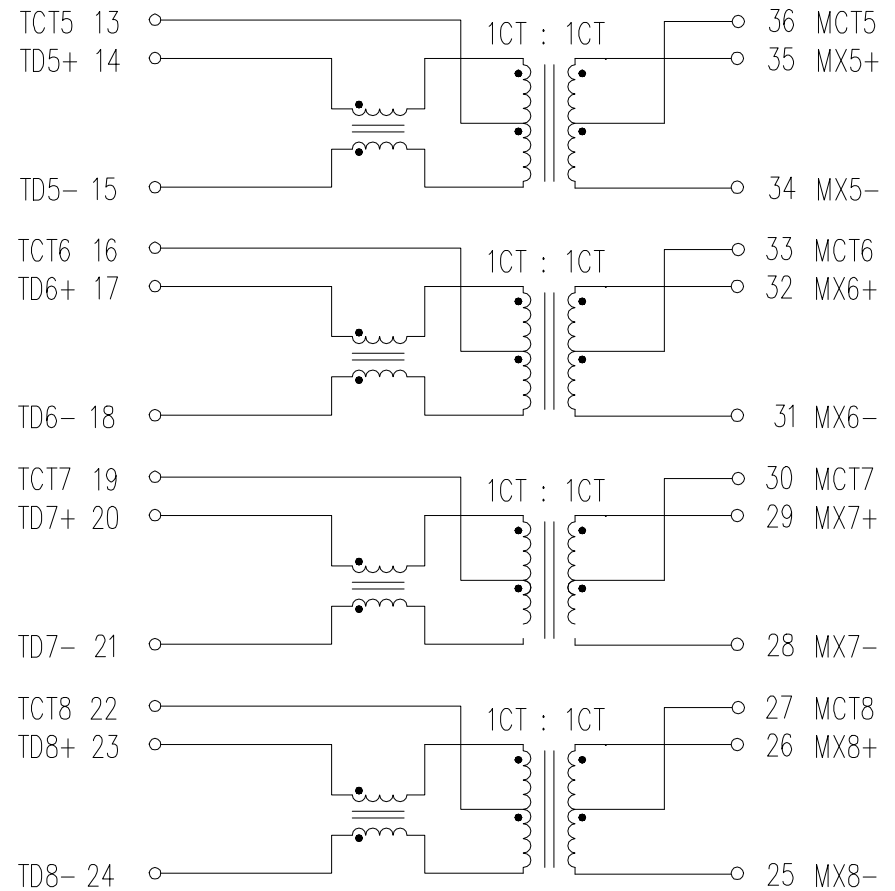 TCT5 13 1CT : 1CT 36 MCT5
TD5+ 14 35 MX5+
TD5- 15 34 MX5-
TCT6 16 1CT : 1CT 33 MCT6
TD6+ 17 32 MX6+
TD6- 18 31 MX6-
TCT7 19 1CT : 1CT 30 MCT7
TD7+ 20 29 MX7+
TD7- 21 28 MX7-
TCT8 22 1CT : 1CT 27 MCT8
TD8+ 23 26 MX8+
TD8- 24 25 MX8-